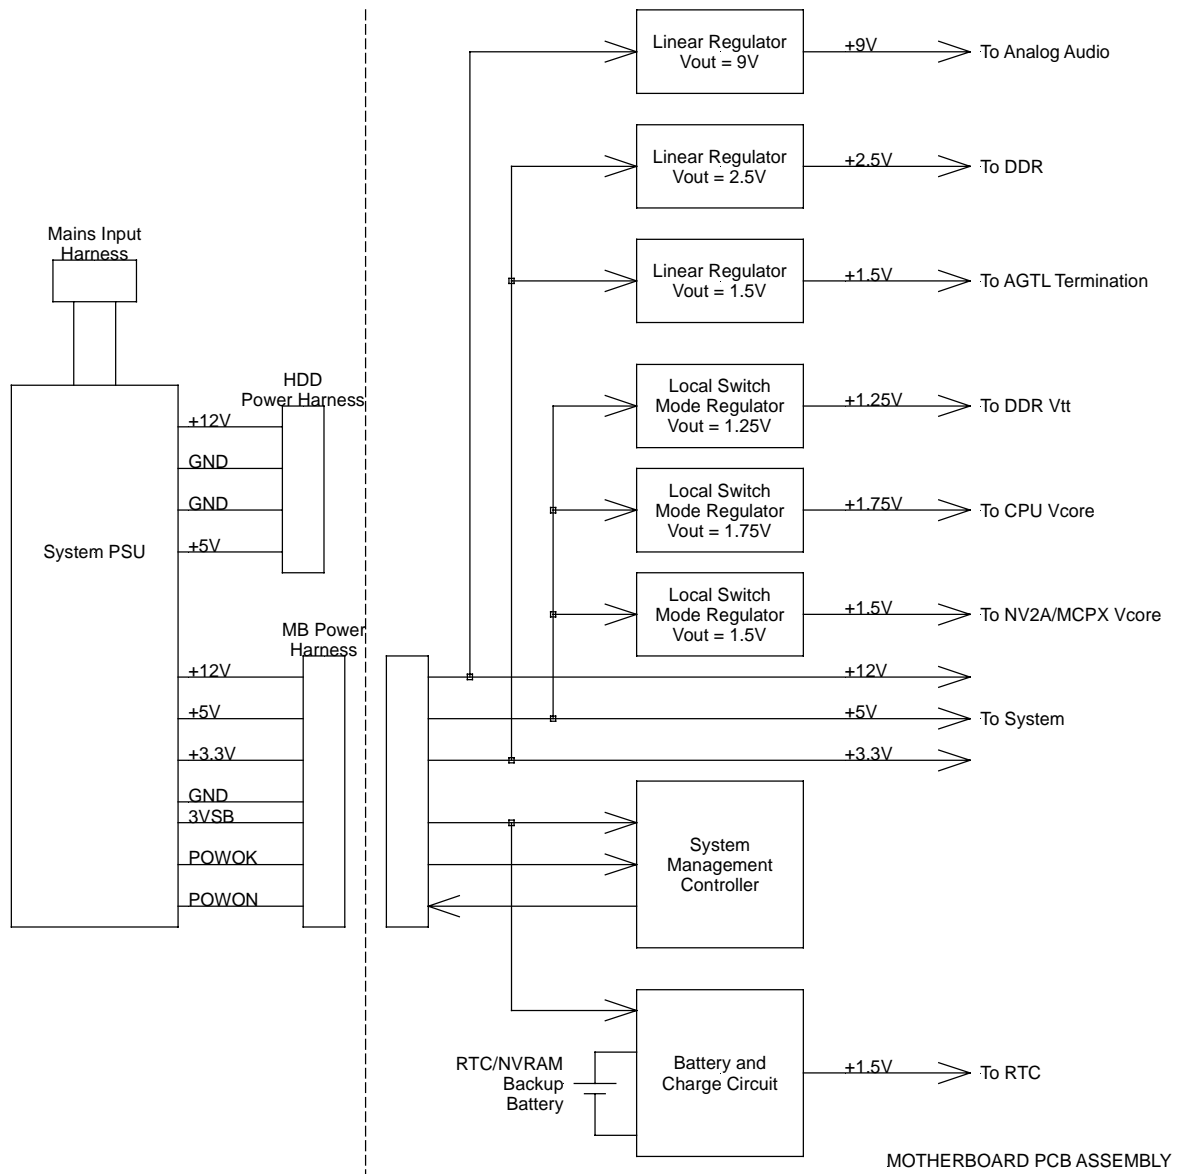 Linear Regulator
Vout = 9V
+9V
To Analog Audio
Linear Regulator
Vout = 2.5V
+2.5V
To DDR
Mains Input
Harness
Linear Regulator
Vout = 1.5V
+1.5V
To AGTL Termination
HDD
Power Harness
Local Switch
Mode Regulator
Vout = 1.25V
+1.25V
To DDR Vtt
+12V
GND
GND
+5V
System PSU
Local Switch
Mode Regulator
Vout = 1.75V
+1.75V
To CPU Vcore
Local Switch
Mode Regulator
Vout = 1.5V
+1.5V
To NV2A/MCPX Vcore
MB Power
Harness
+12V
+5V
+3.3V
GND
3VSB
POWOK
POWON
+12V
+5V
To System
+3.3V
System
Management
Controller
RTC/NVRAM
Backup
Battery
Battery and
Charge Circuit
+1.5V
To RTC
MOTHERBOARD PCB ASSEMBLY